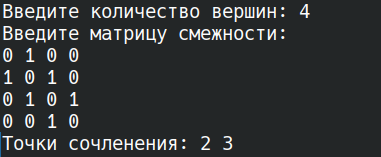 Введите количество вершин: 4
Введите матрицу смежности:
0 1 0 0
1 0 1 0
0 1 0 1
0 0 1 0
Точки сочленения: 2 3